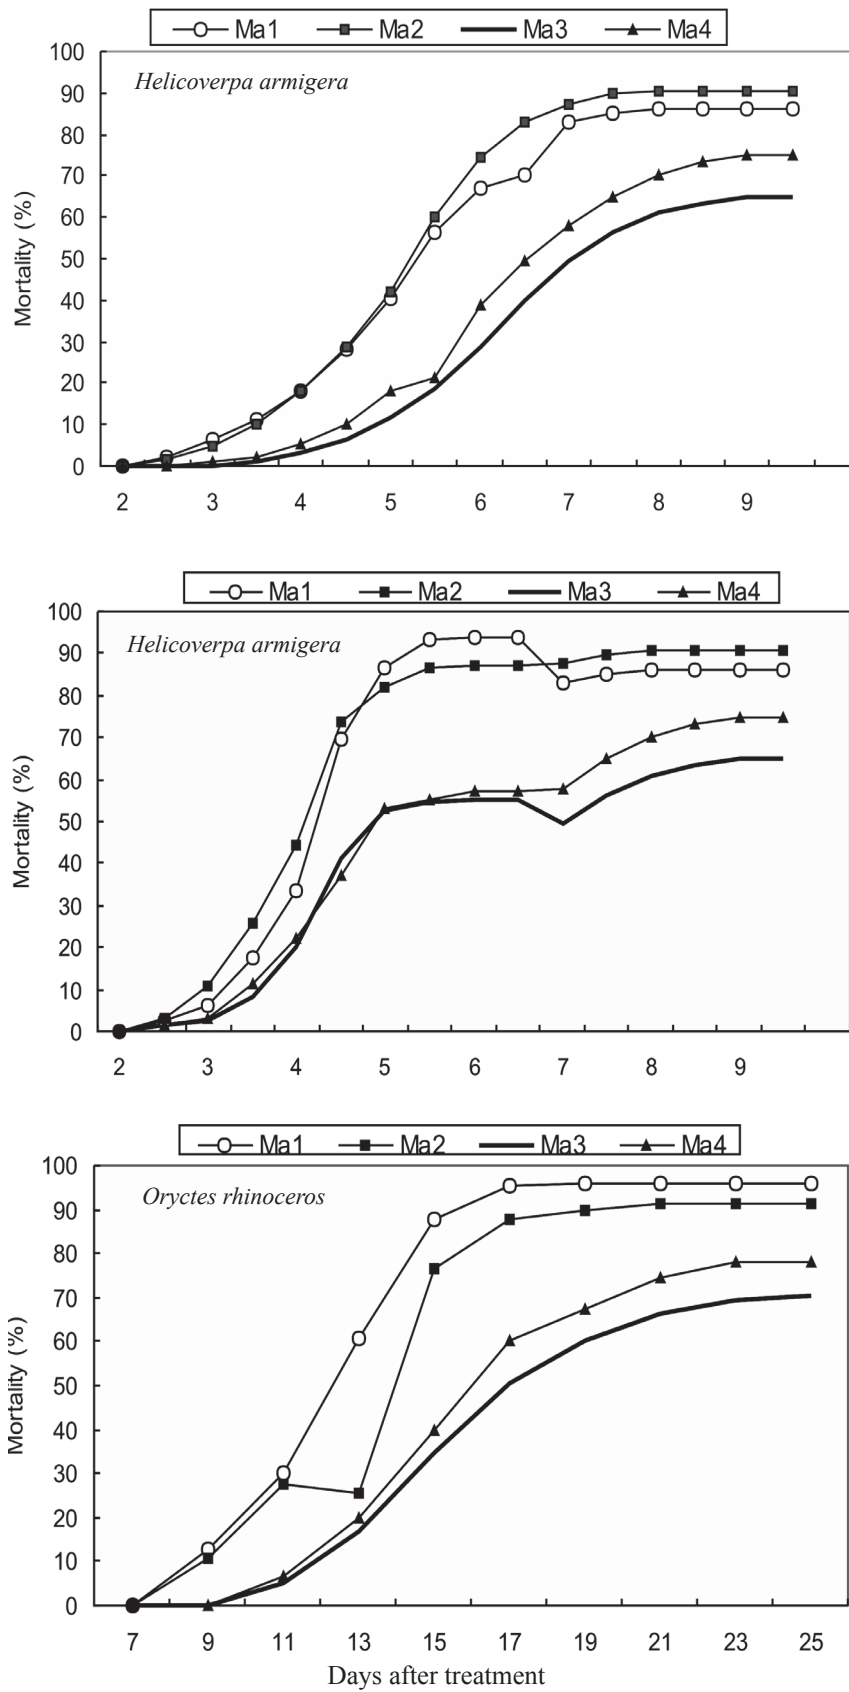 Ma1 Ma2 Ma3 Ma4
100
Helicoverpa armigera
90
80
70
60
50
40
30
20
10
0
Mortality (%)
2 3 4 5 6 7 8 9
Ma1 Ma2 Ma3 Ma4
100
Helicoverpa armigera
90
80
70
60
50
40
30
20
10
0
Mortality (%)
2 3 4 5 6 7 8 9
Ma1 Ma2 Ma3 Ma4
100
Oryctes rhinoceros
90
80
70
60
50
40
30
20
10
0
Mortality (%)
7 9 11 13 15 17 19 21 23 25
Days after treatment